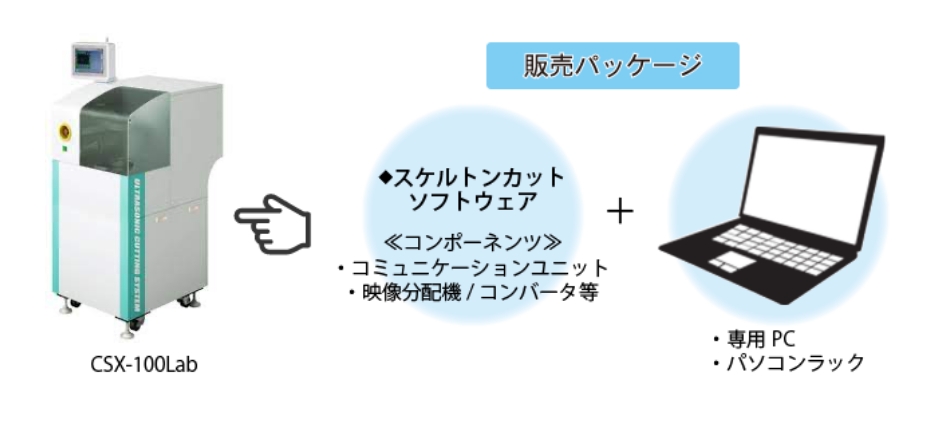 販売パッケージ
◆スケルトンカット
ソフトウェア
≪コンポーネンツ≫
・コミュニケーションユニット
・映像分配機 / コンバータ等
+
・専用 PC
・パソコンラック
ULTRASONIC CUTTING SYSTEM
CSX-100Lab